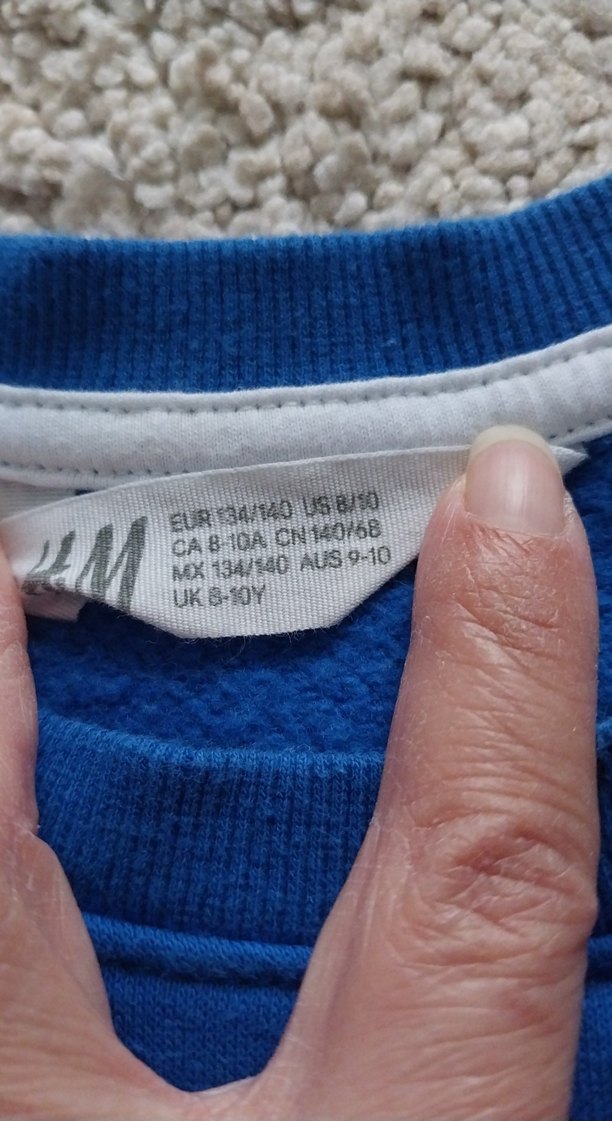 H&M
EUR 134/140 US 8/10
CA 8-10A CN 140/68
MX 134/140 AUS 9-10
UK 8-10Y